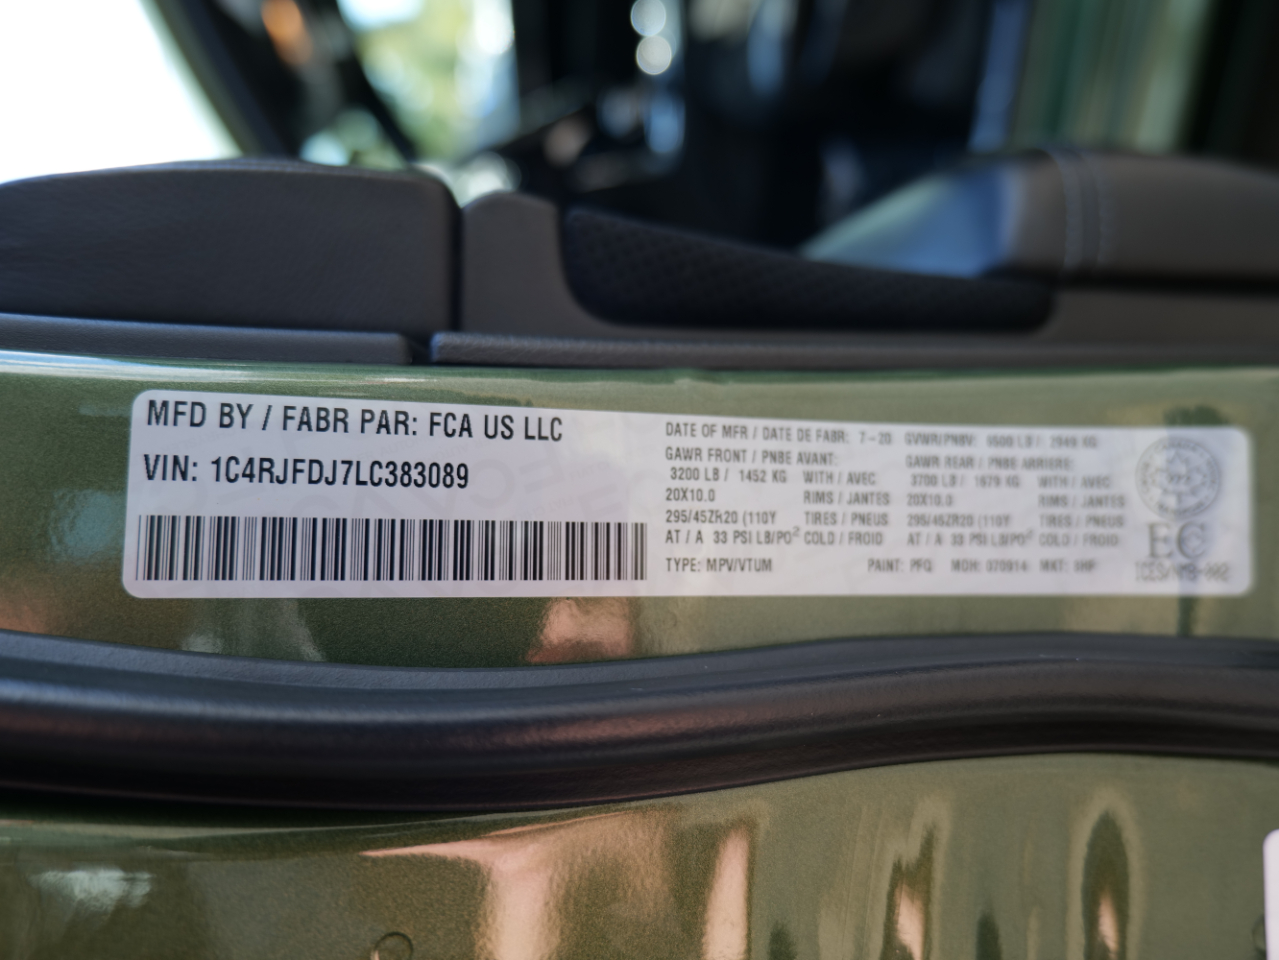 MFD BY / FABR PAR: FCA US LLC
VIN: 1C4RJFDJ7LC383089
DATE OF MFR / DATE DE FABR: 7-20 GVWR/PNBV: 6500 LB / 2949 KG
GAWR FRONT / PNBE AVANT: GAWR REAR / PNBE ARRIERE:
3200 LB / 1452 KG WITH / AVEC 3700 LB / 1679 KG WITH / AVEC
20X10.0 RIMS / JANTES 20X10.0 RIMS / JANTES
295/45ZR20 (110Y TIRES / PNEUS 295/45ZR20 (110Y TIRES / PNEUS
AT / A 33 PSI LB/PO² COLD / FROID AT / A 33 PSI LB/PO² COLD / FROID
TYPE: MPV/VTUM PAINT: PFG MDH: MKT:
EC